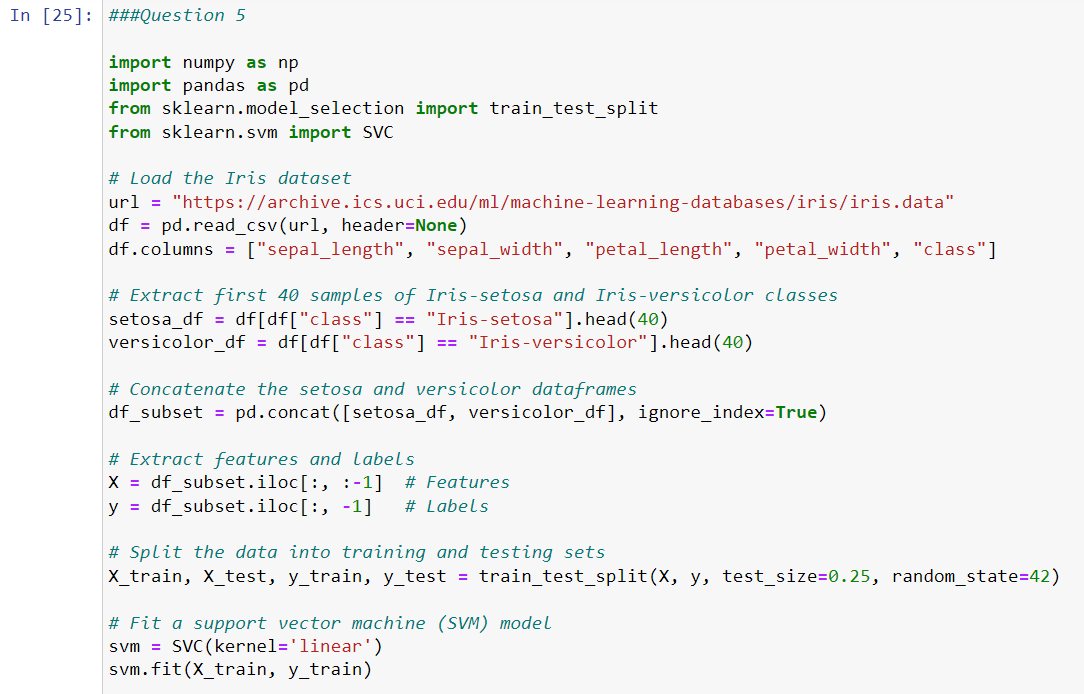 In [25]: ###Question 5
import numpy as np
import pandas as pd
from sklearn.model_selection import train_test_split
from sklearn.svm import SVC
# Load the Iris dataset
url = "https://archive.ics.uci.edu/ml/machine-learning-databases/iris/iris.data"
df = pd.read_csv(url, header=None)
df.columns = ["sepal_length", "sepal_width", "petal_length", "petal_width", "class"]
# Extract first 40 samples of Iris-setosa and Iris-versicolor classes
setosa_df = df[df["class"] == "Iris-setosa"].head(40)
versicolor_df = df[df["class"] == "Iris-versicolor"].head(40)
# Concatenate the setosa and versicolor dataframes
df_subset = pd.concat([setosa_df, versicolor_df], ignore_index=True)
# Extract features and labels
X = df_subset.iloc[:, :-1]  # Features
y = df_subset.iloc[:, -1]   # Labels
# Split the data into training and testing sets
X_train, X_test, y_train, y_test = train_test_split(X, y, test_size=0.25, random_state=42)
# Fit a support vector machine (SVM) model
svm = SVC(kernel='linear')
svm.fit(X_train, y_train)